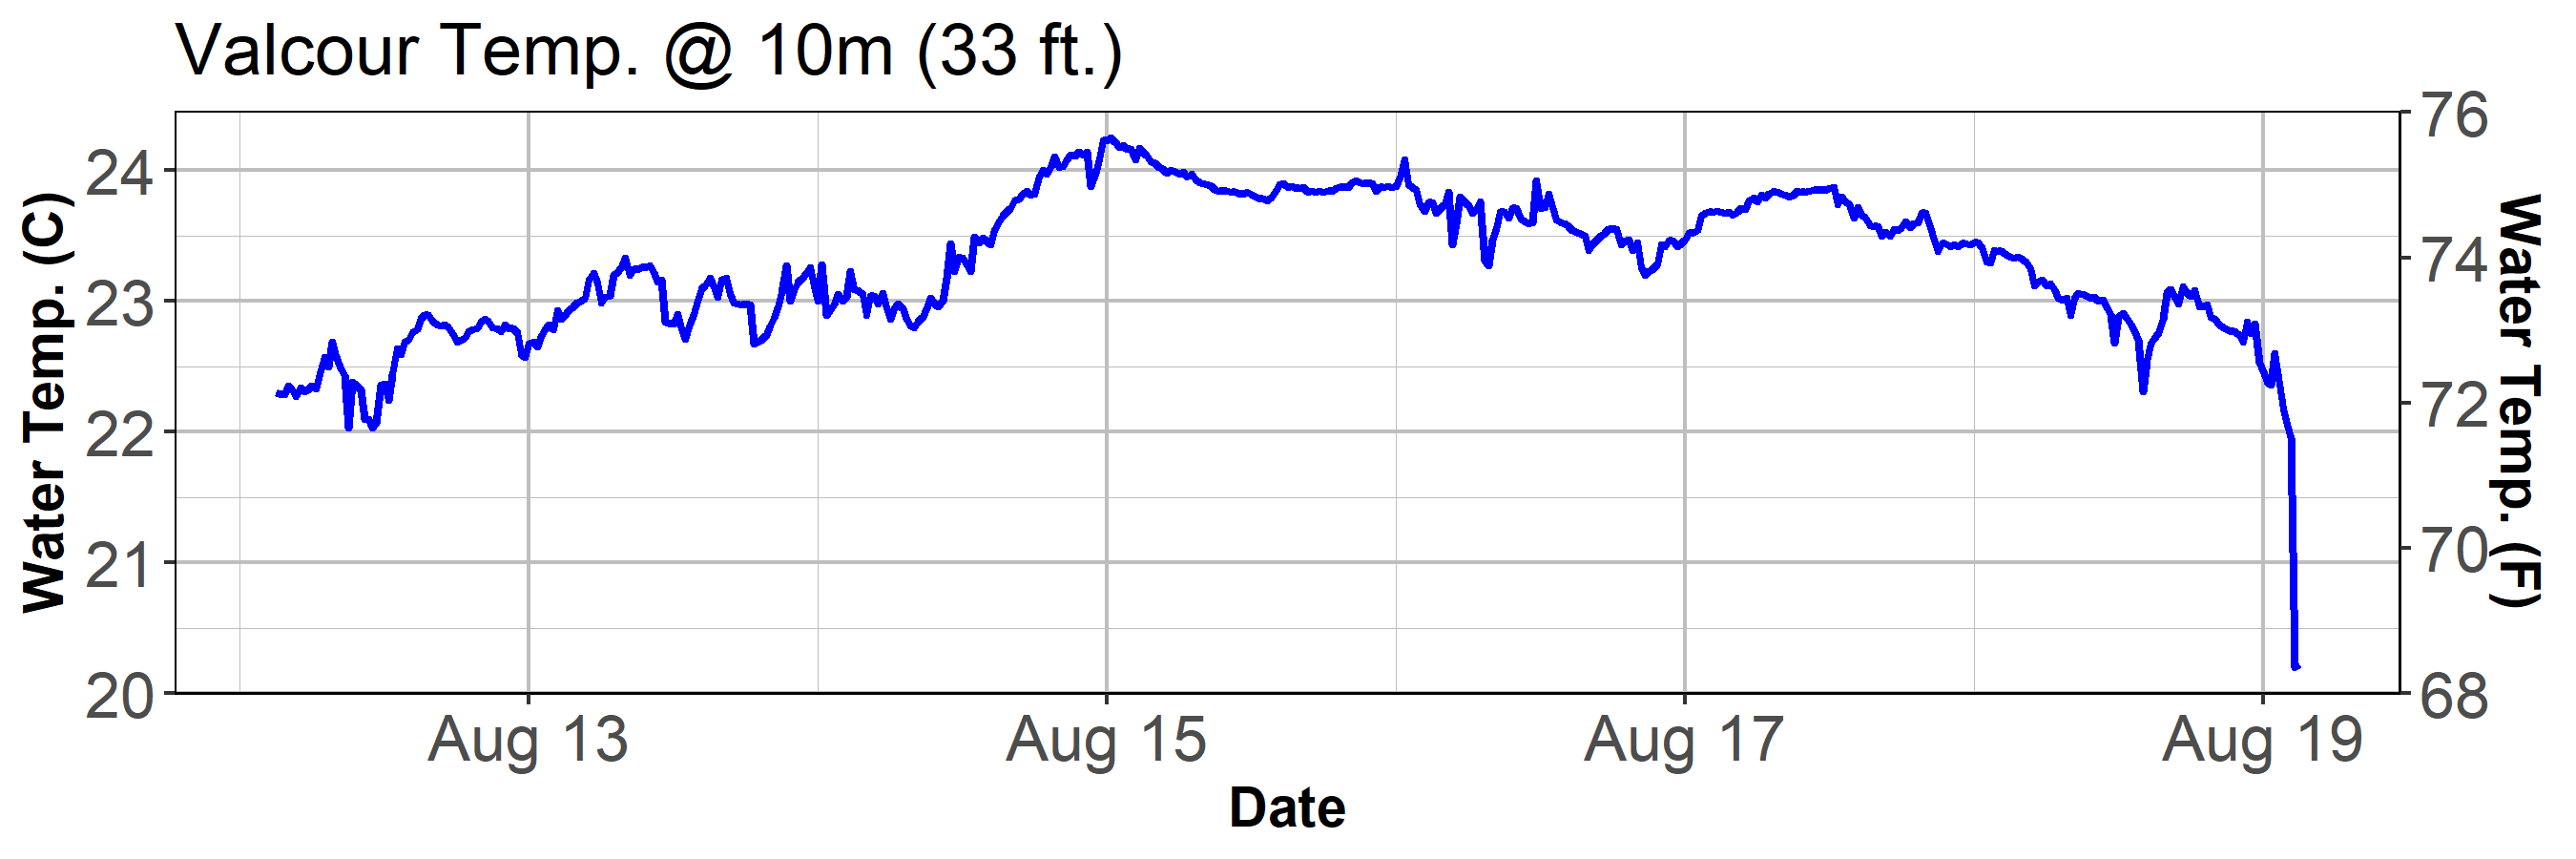 Valcour Temp. @ 10m (33 ft.)
Water Temp. (C)
24
23
22
21
20
76
74
72
70
68
Water Temp. (F)
Aug 13
Aug 15
Aug 17
Aug 19
Date